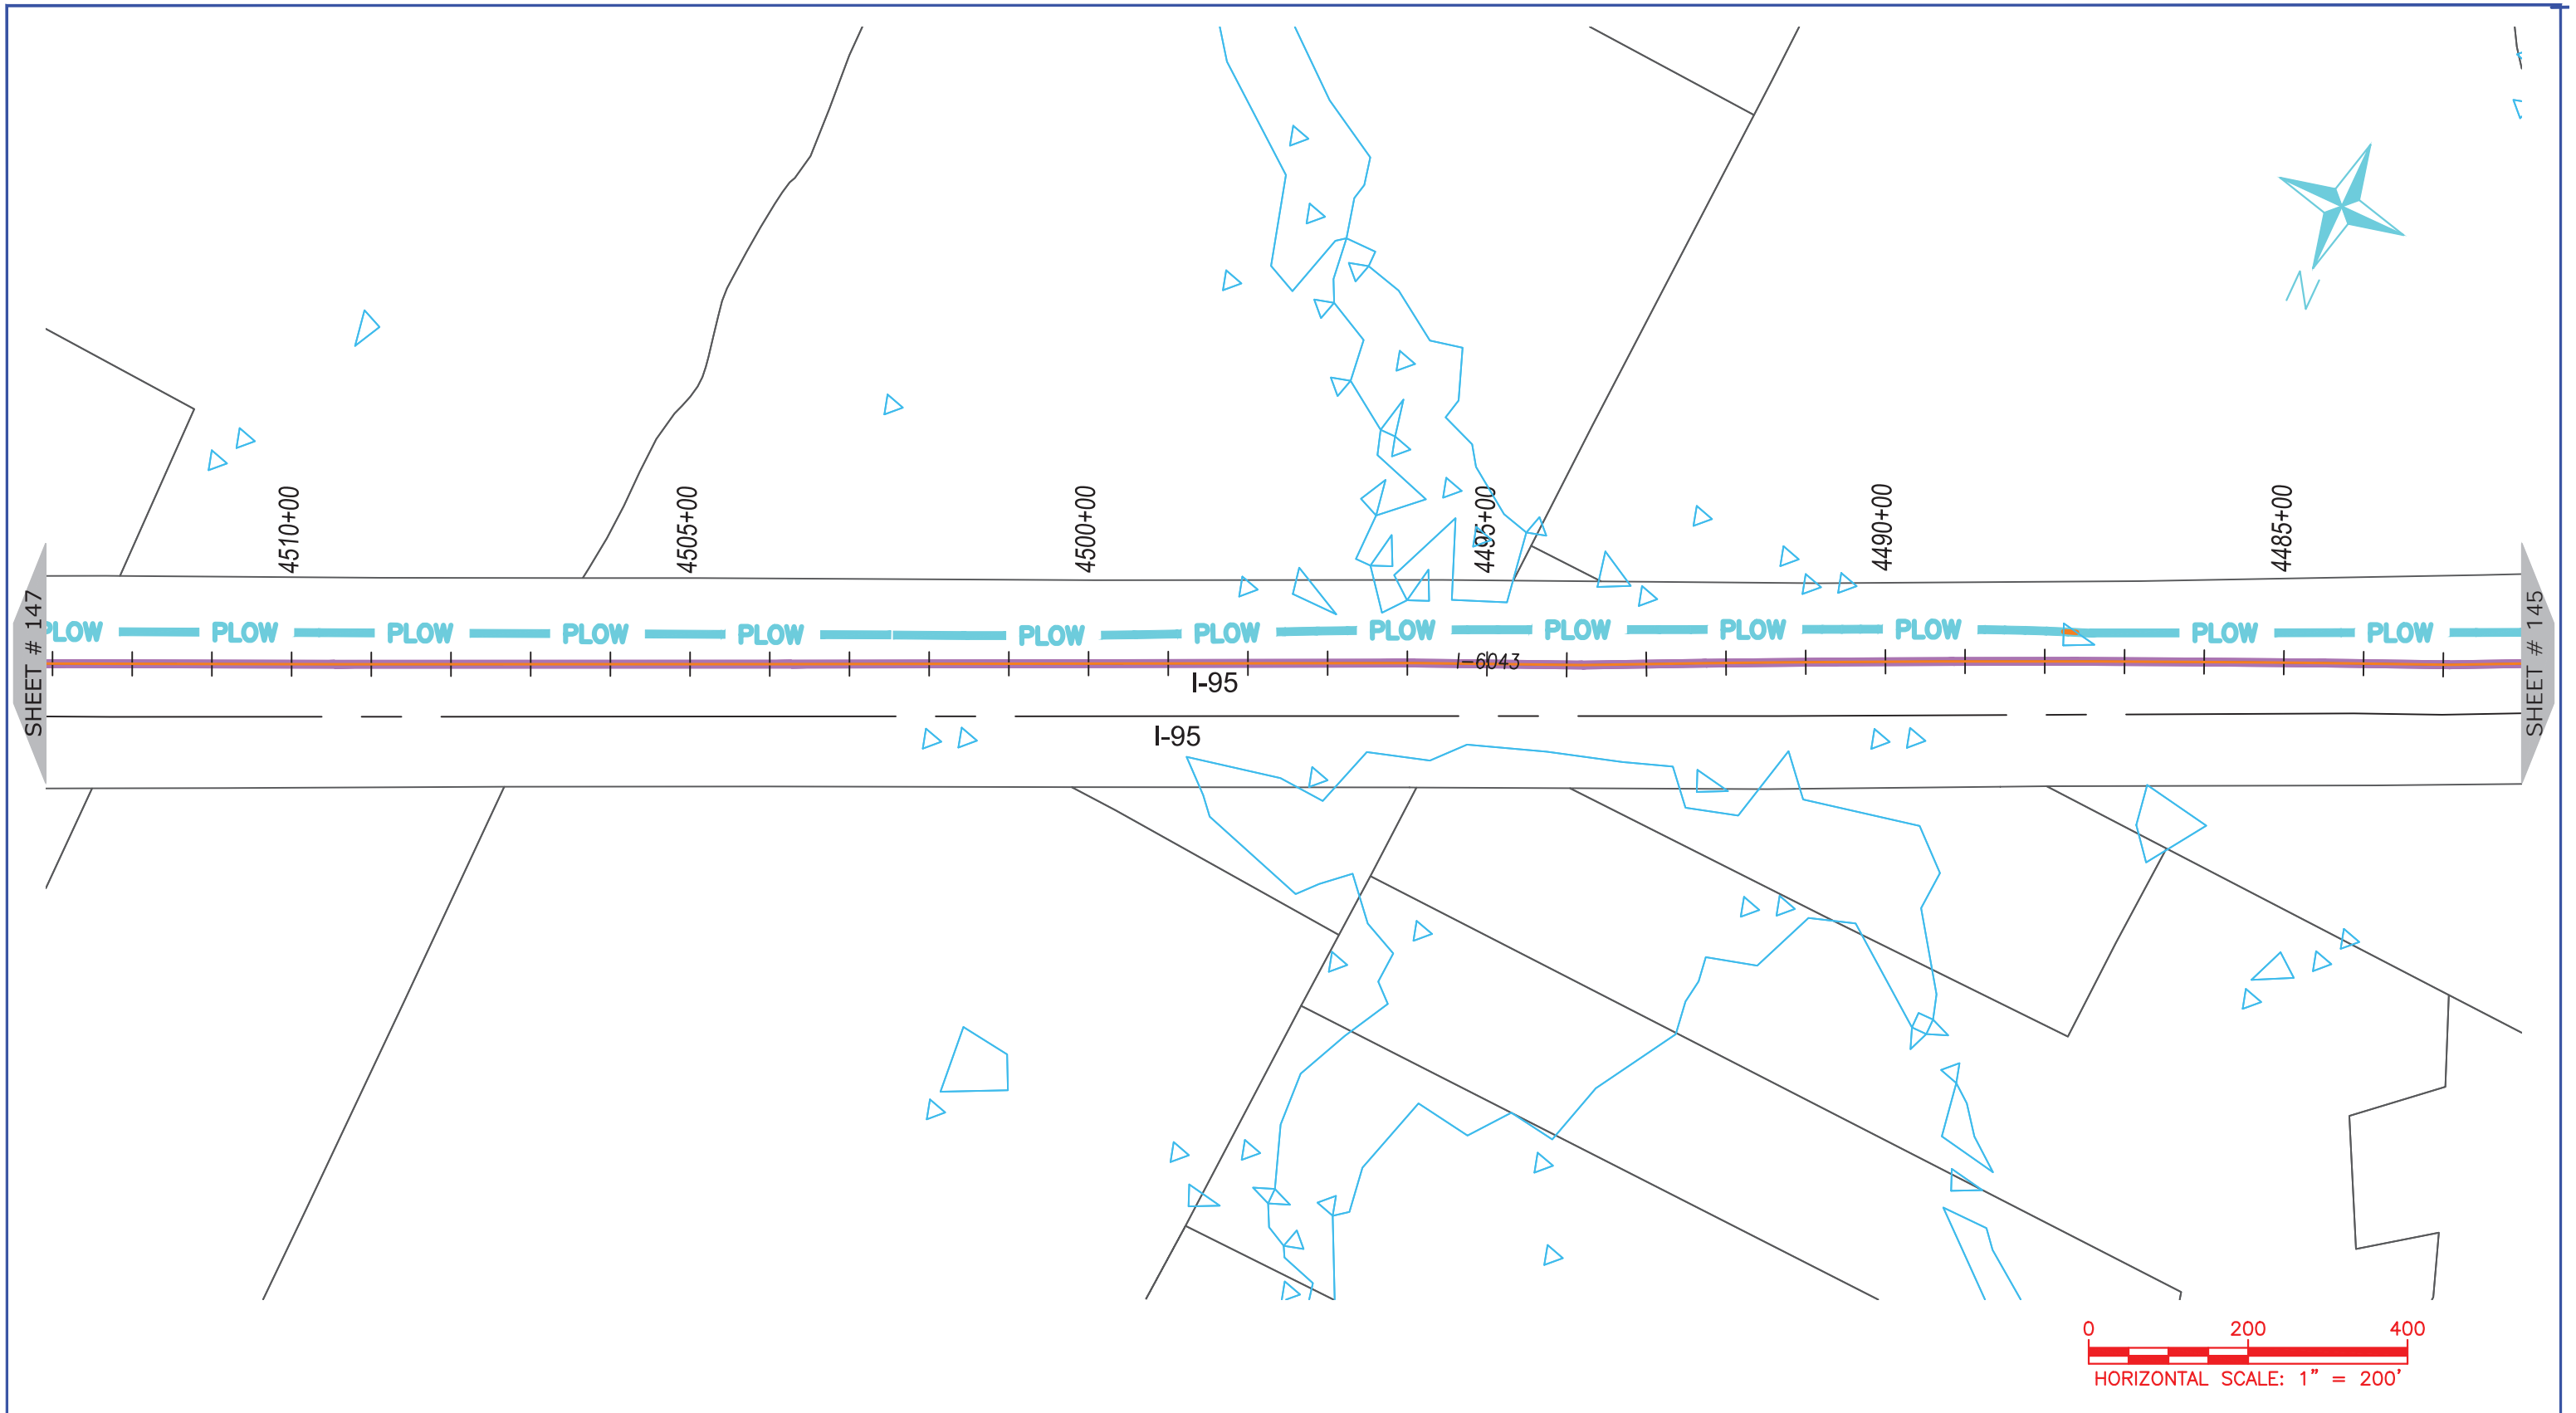 N
4510+00 4505+00 4500+00 4495+00 4490+00 4485+00
SHEET # 147
SHEET # 145
PLOW PLOW PLOW PLOW PLOW PLOW PLOW PLOW PLOW PLOW PLOW PLOW PLOW
I-6043
I-95
I-95
0 200 400
HORIZONTAL SCALE: 1" = 200'